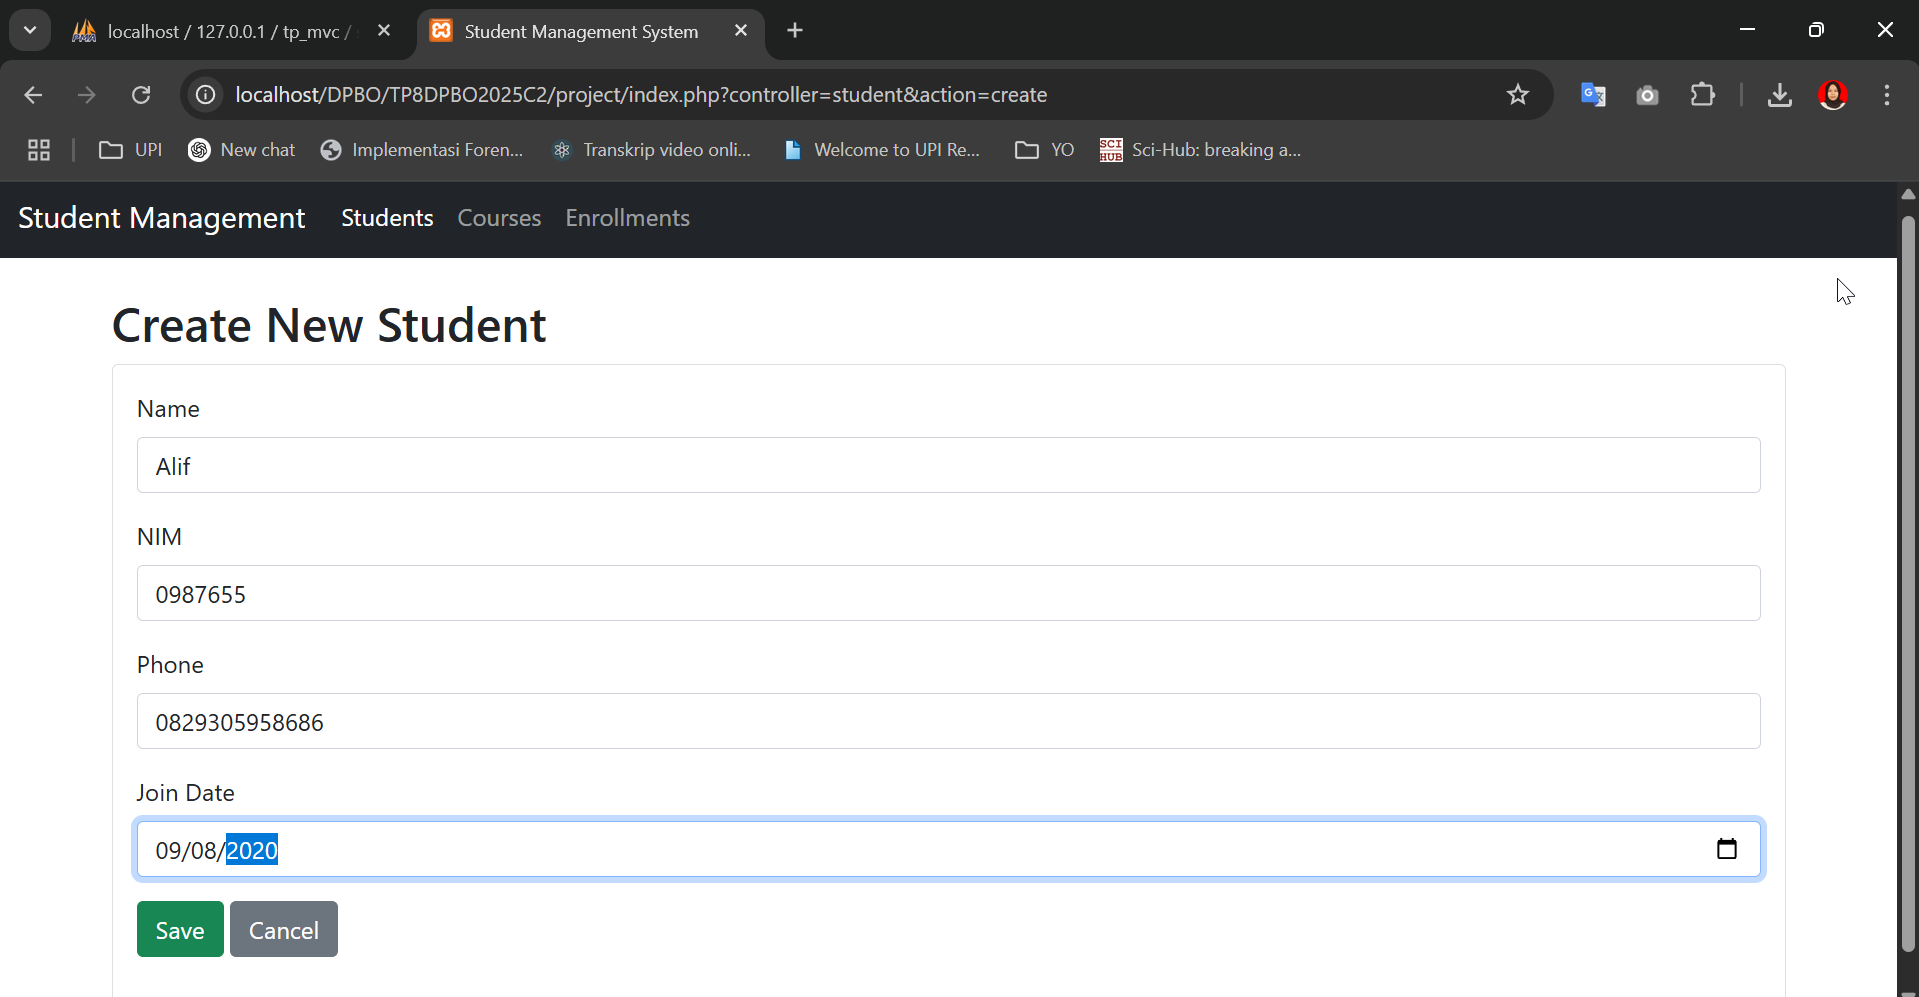 localhost / 127.0.0.1 / tp_mvc /
Student Management System
localhost/DPBO/TP8DPBO2025C2/project/index.php?controller=student&action=create
UPI
New chat
Implementasi Foren...
Transkrip video onli...
Welcome to UPI Re...
YO
SCI HUB
Sci-Hub: breaking a...
Student Management
Students
Courses
Enrollments
Create New Student
Name
Alif
NIM
0987655
Phone
0829305958686
Join Date
09/08/2020
Save
Cancel